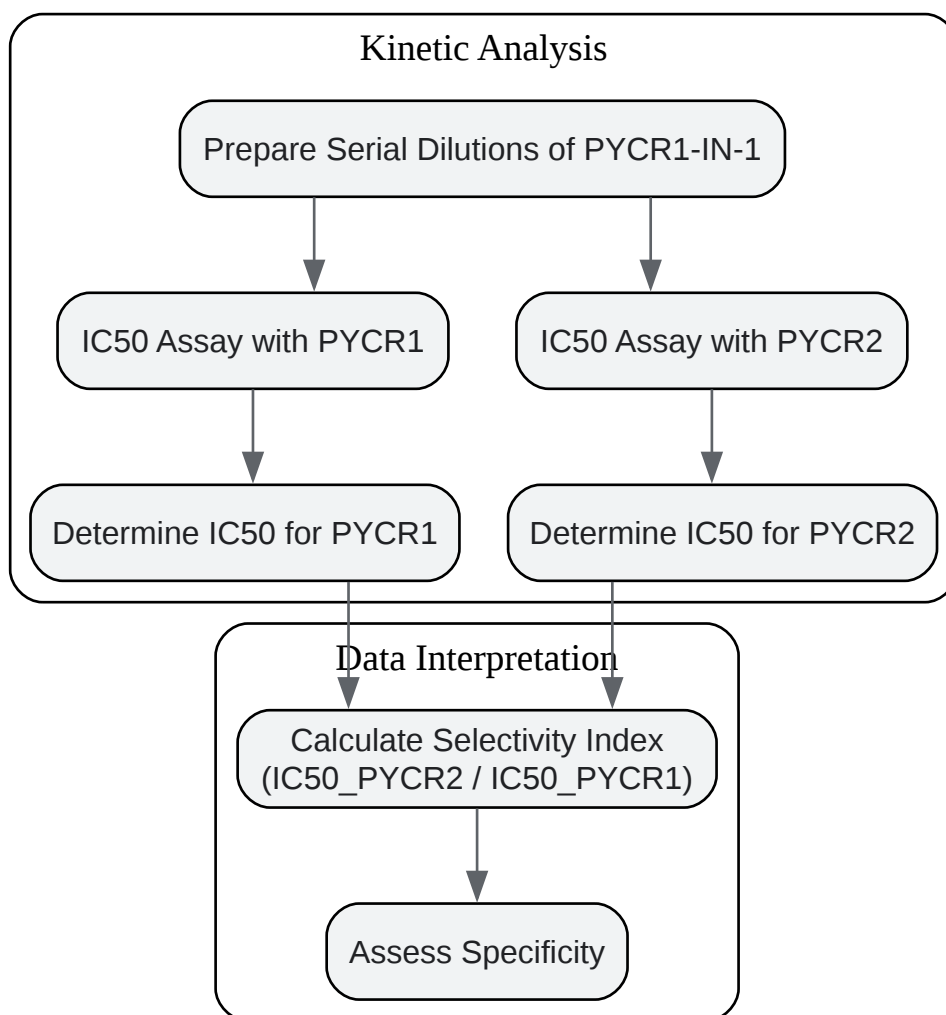 Kinetic Analysis
Prepare Serial Dilutions of PYCR1-IN-1
IC50 Assay with PYCR1
IC50 Assay with PYCR2
Determine IC50 for PYCR1
Determine IC50 for PYCR2
Data Interpretation
Calculate Selectivity Index
(IC50_PYCR2 / IC50_PYCR1)
Assess Specificity